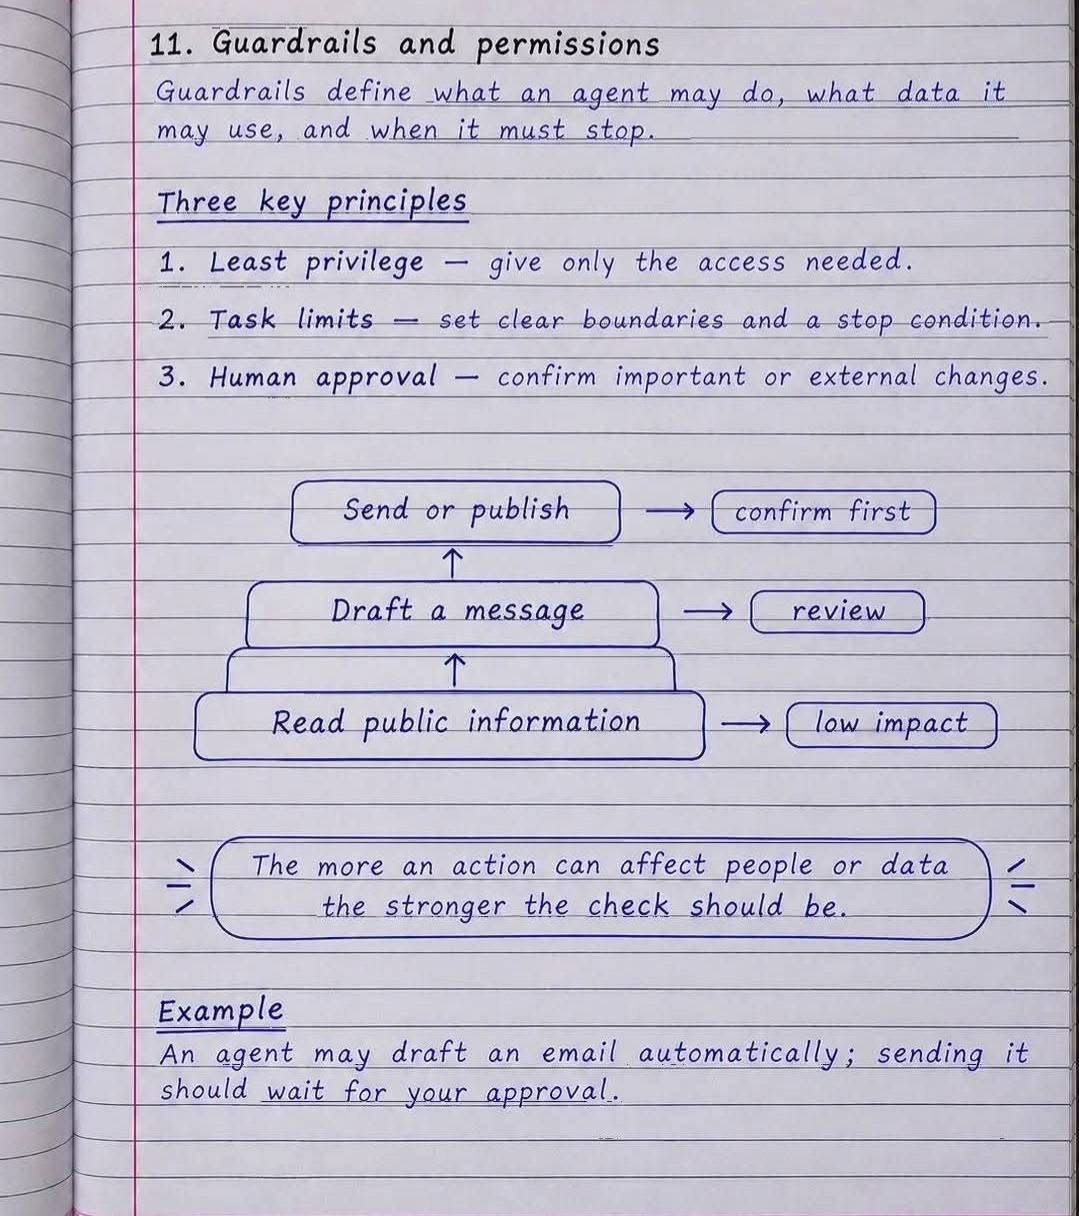 11. Guardrails and permissions
Guardrails define what an agent may do, what data it
may use, and when it must stop.
Three key principles
1. Least privilege — give only the access needed.
2. Task limits — set clear boundaries and a stop condition.
3. Human approval — confirm important or external changes.
Send or publish → confirm first
↑
Draft a message → review
↑
Read public information → low impact
The more an action can affect people or data
the stronger the check should be.
Example
An agent may draft an email automatically; sending it
should wait for your approval.